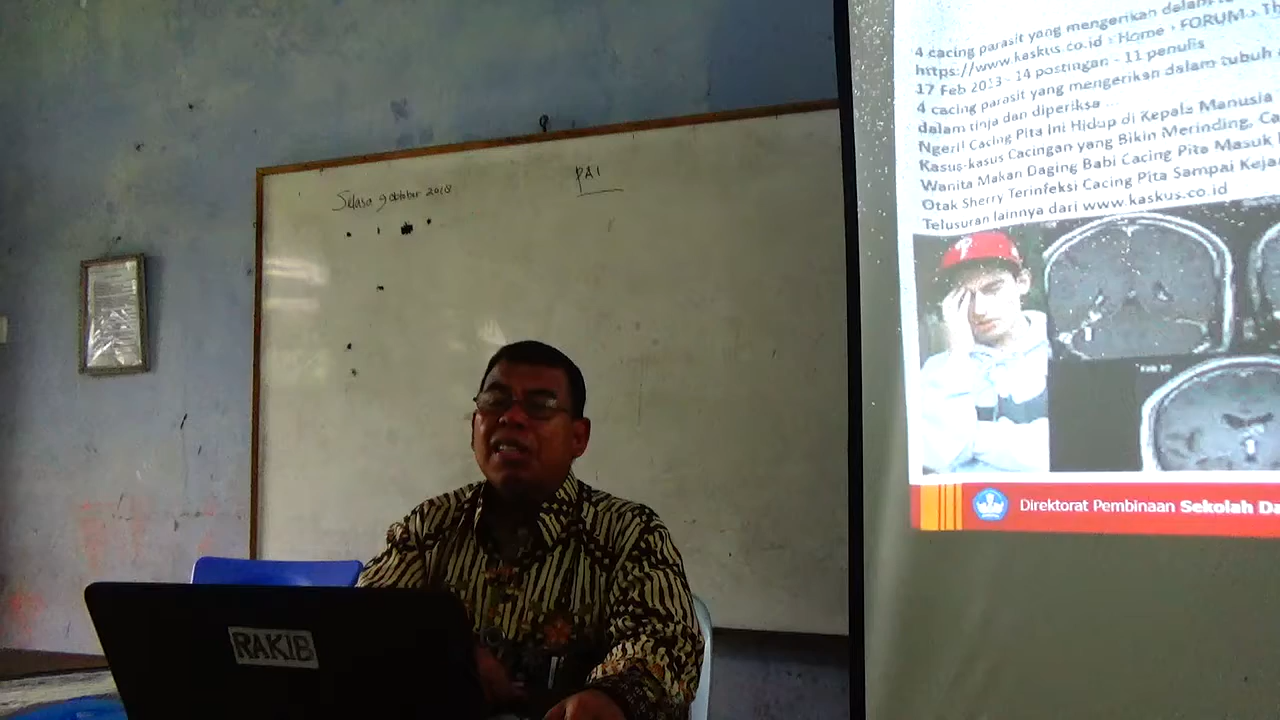 Selasa 9 Oktober 2018
PAI
RAKIB
4 cacing parasit yang mengerikan dalam
https://www.kaskus.co.id › Home › FORUM › Th
17 Feb 2013 - 14 postingan - 11 penulis
4 cacing parasit yang mengerikan dalam tubuh
dalam tinja dan diperiksa ...
Ngeri! Cacing Pita Ini Hidup di Kepala Manusia
Kasus-kasus Cacingan yang Bikin Merinding, Ca
Wanita Makan Daging Babi Cacing Pita Masuk
Otak Sherry Terinfeksi Cacing Pita Sampai Keja
Telusuran lainnya dari www.kaskus.co.id
Direktorat Pembinaan Sekolah Da